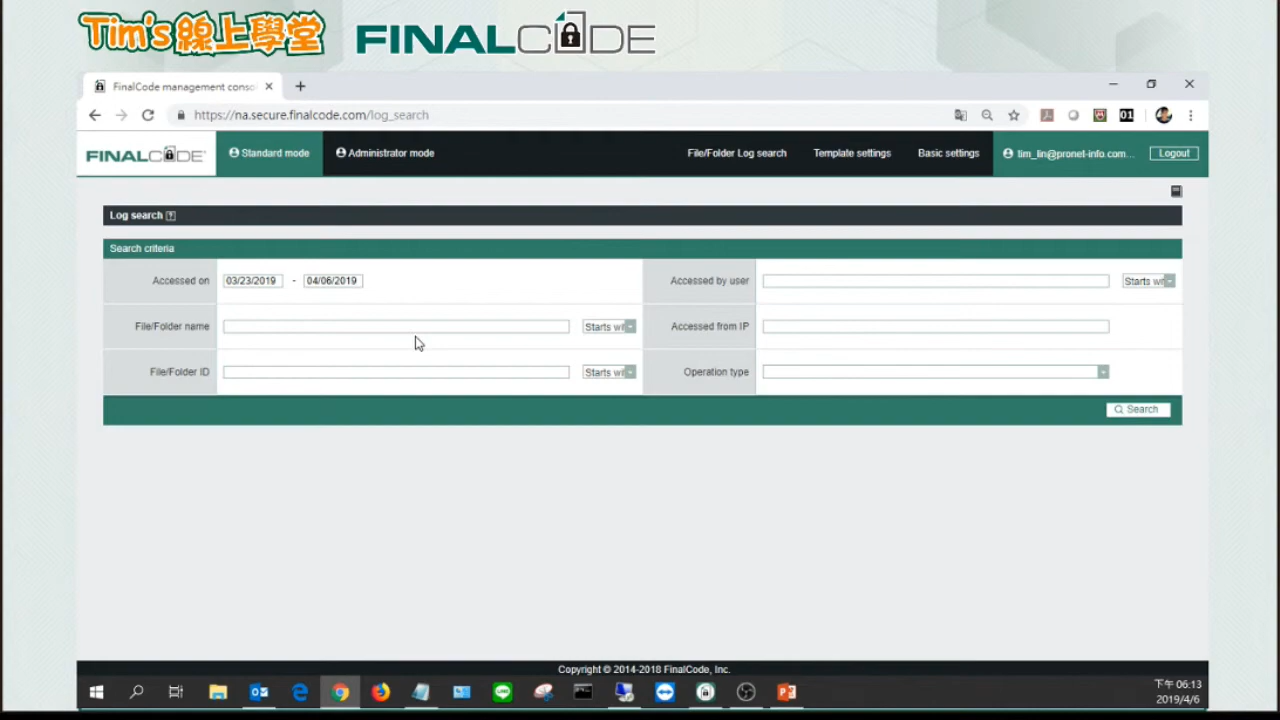 Tim's線上學堂 FINALCODE
FinalCode management conso
https://na.secure.finalcode.com/log_search
FINALCODE Standard mode Administrator mode File/Folder Log search Template settings Basic settings tim_lin@pronet-info.com... Logout
Log search ?
Search criteria
Accessed on 03/23/2019 - 04/06/2019 Accessed by user Starts wi
File/Folder name Starts wi Accessed from IP
File/Folder ID Starts wi Operation type
Search
Copyright © 2014-2018 FinalCode, Inc.
下午 06:13
2019/4/6